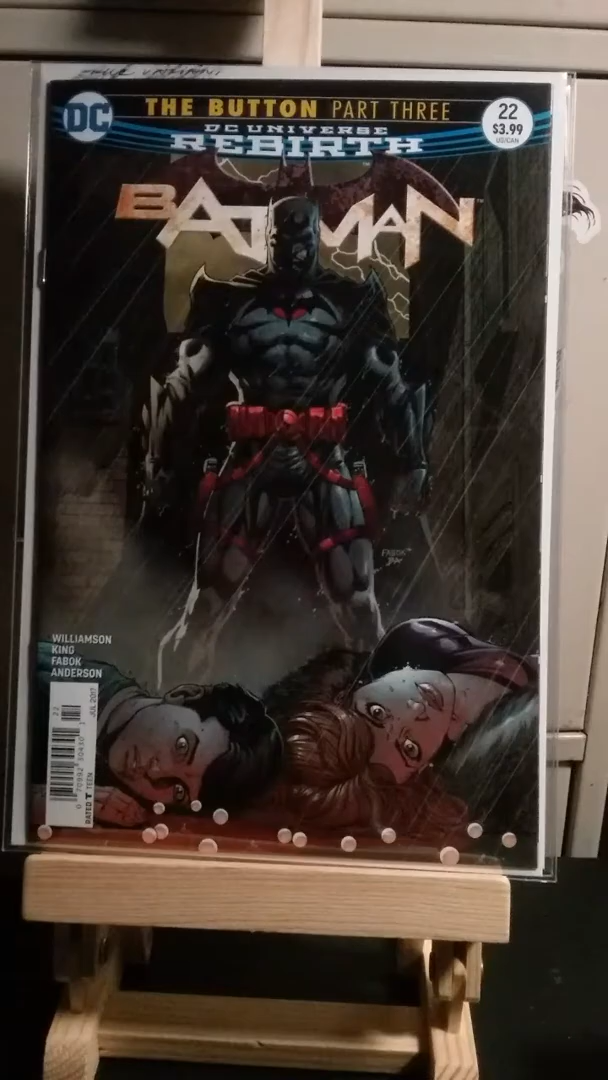 THE BUTTON PART THREE
DC
DC UNIVERSE
REBIRTH
22
$3.99
US/CAN
BATMAN
FABOK
WILLIAMSON
KING
FABOK
ANDERSON
JUL 2017
RATED T TEEN